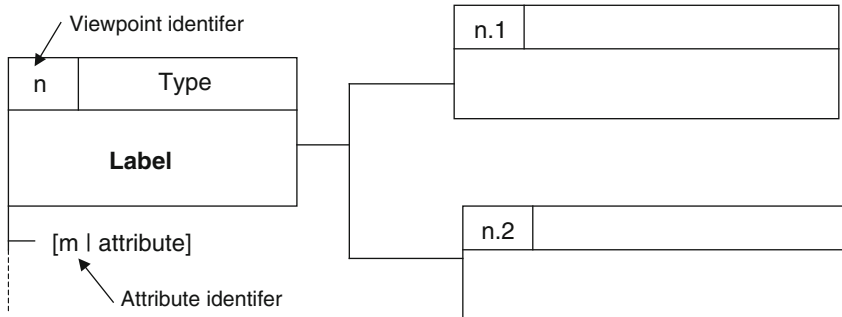 Viewpoint identifer
n.1
n
Type
Label
n.2
[m | attribute]
Attribute identifer